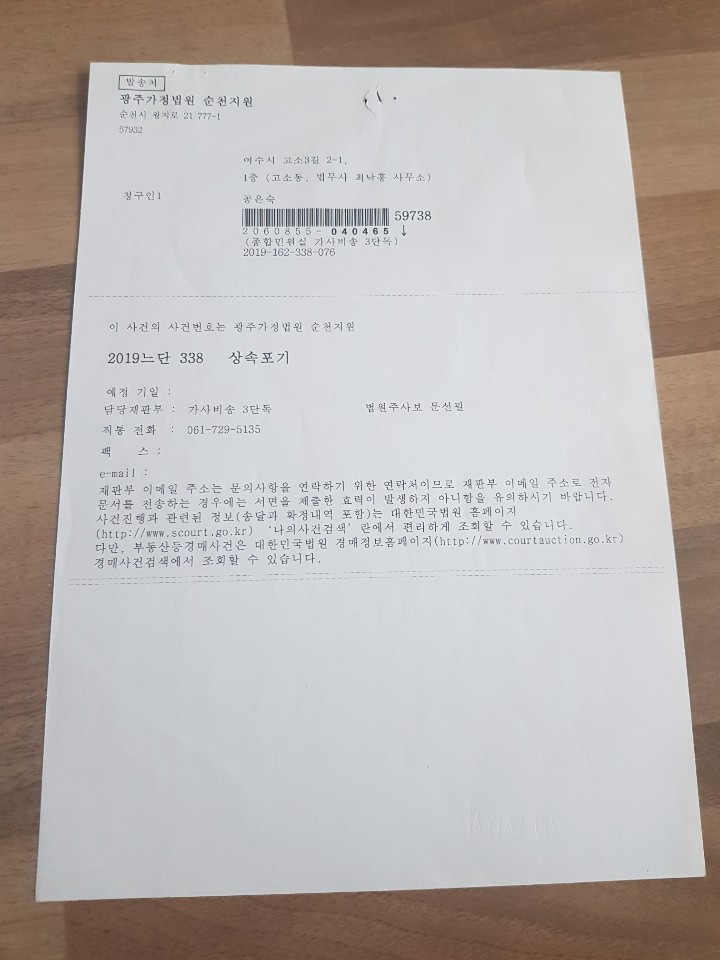 발송처
광주가정법원 순천지원
순천시 왕지로 21 777-1
57932
여수시 고소3길 2-1,
1층 (고소동, 법무사 최낙홍 사무소)
청구인1
공은숙
59738
2060855-040465 ↓
(종합민원실 가사비송 3단독)
2019-162-338-076
이 사건의 사건번호는 광주가정법원 순천지원
2019느단 338 상속포기
예정 기일 :
담당재판부 : 가사비송 3단독 법원주사보 문선필
직통 전화 : 061-729-5135
팩 스 :
e-mail :
재판부 이메일 주소는 문의사항을 연락하기 위한 연락처이므로 재판부 이메일 주소로 전자
문서를 전송하는 경우에는 서면을 제출한 효력이 발생하지 아니함을 유의하시기 바랍니다.
사건진행과 관련된 정보(송달과 확정내역 포함)는 대한민국법원 홈페이지
(http://www.scourt.go.kr) ‘나의사건검색’ 란에서 편리하게 조회할 수 있습니다.
다만, 부동산등경매사건은 대한민국법원 경매정보홈페이지(http://www.courtauction.go.kr)
경매사건검색에서 조회할 수 있습니다.